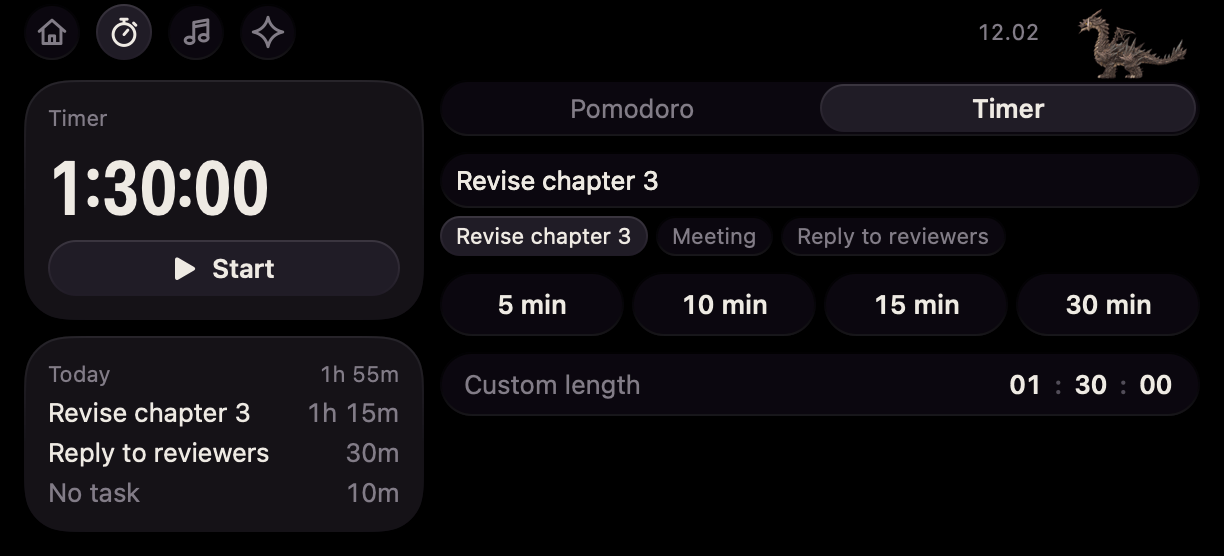 12.02
Timer
1:30:00
Start
Today 1h 55m
Revise chapter 3 1h 15m
Reply to reviewers 30m
No task 10m
Pomodoro Timer
Revise chapter 3
Revise chapter 3 Meeting Reply to reviewers
5 min 10 min 15 min 30 min
Custom length 01 : 30 : 00